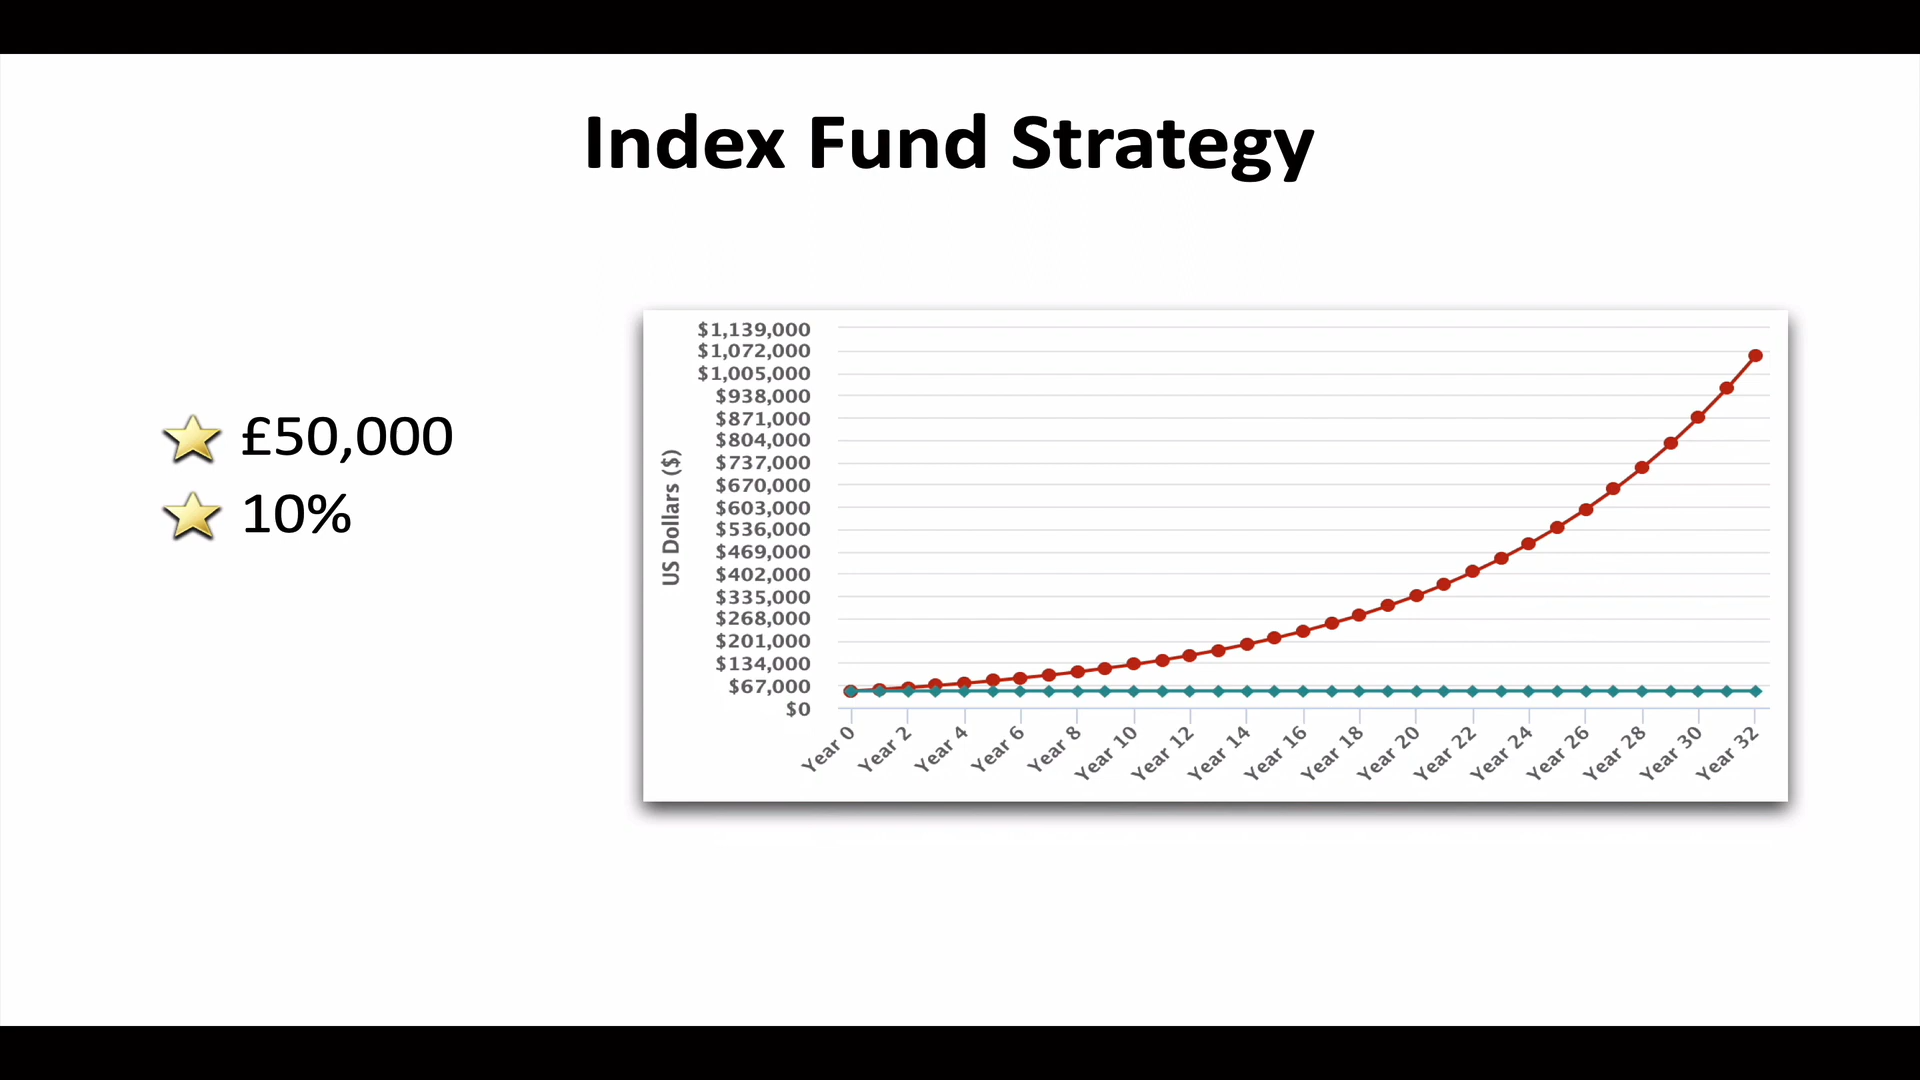 Index Fund Strategy
£50,000
10%
US Dollars ($)
$1,139,000
$1,072,000
$1,005,000
$938,000
$871,000
$804,000
$737,000
$670,000
$603,000
$536,000
$469,000
$402,000
$335,000
$268,000
$201,000
$134,000
$67,000
$0
Year 0
Year 2
Year 4
Year 6
Year 8
Year 10
Year 12
Year 14
Year 16
Year 18
Year 20
Year 22
Year 24
Year 26
Year 28
Year 30
Year 32